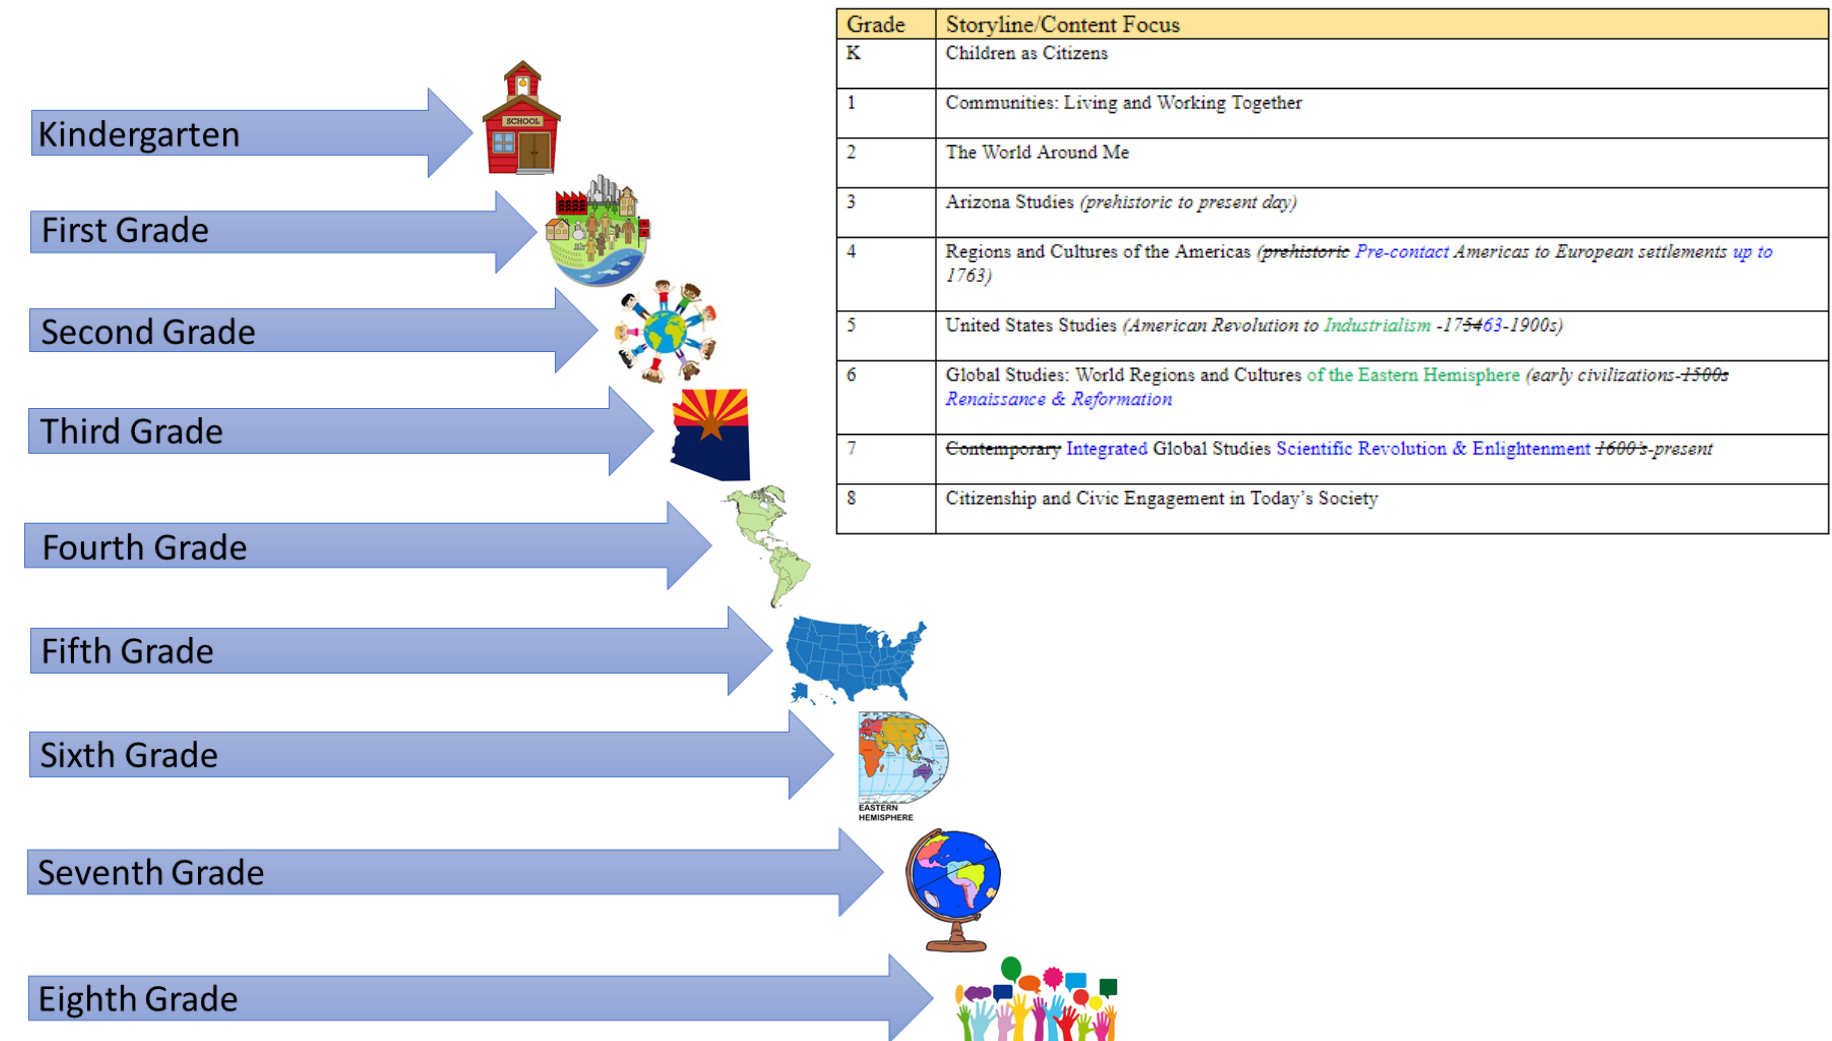 Grade Storyline/Content Focus
K Children as Citizens
1 Communities: Living and Working Together
2 The World Around Me
3 Arizona Studies (prehistoric to present day)
4 Regions and Cultures of the Americas (prehistoric Pre-contact Americas to European settlements up to
1763)
5 United States Studies (American Revolution to Industrialism -175463-1900s)
6 Global Studies: World Regions and Cultures of the Eastern Hemisphere (early civilizations-1500s
Renaissance & Reformation
7 Contemporary Integrated Global Studies Scientific Revolution & Enlightenment 1600's-present
8 Citizenship and Civic Engagement in Today's Society
Kindergarten
SCHOOL
First Grade
Second Grade
Third Grade
Fourth Grade
Fifth Grade
Sixth Grade
EASTERN
HEMISPHERE
Seventh Grade
Eighth Grade